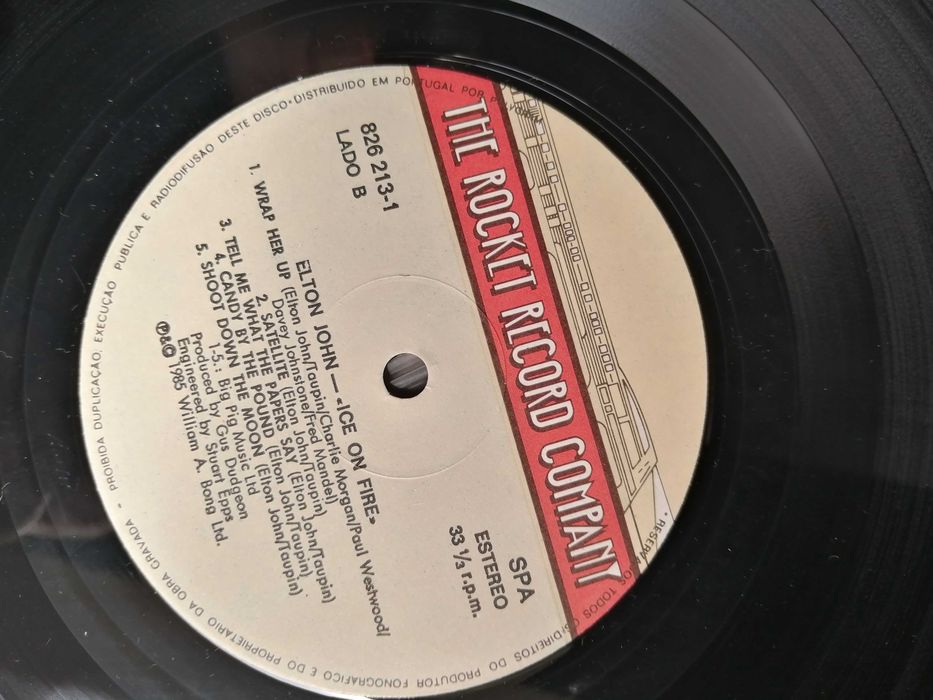 THE ROCKET RECORD COMPANY
826 213-1
LADO B
SPA
ESTEREO
33 ⅓ r.p.m.
ELTON JOHN — «ICE ON FIRE»
1. WRAP HER UP (Elton John/Taupin/Charlie Morgan/Paul Westwood/
Davey Johnstone/Fred Mandel)
2. SATELLITE (Elton John/Taupin)
3. TELL ME WHAT THE PAPERS SAY (Elton John/Taupin)
4. CANDY BY THE POUND (Elton John/Taupin)
5. SHOOT DOWN THE MOON (Elton John/Taupin)
1-5.: Big Pig Music Ltd
Produced by Gus Dudgeon
Engineered by Stuart Epps
℗&© 1985 William A. Bong Ltd.
PROIBIDA DUPLICAÇÃO, EXECUÇÃO PUBLICA E RADIODIFUSÃO DESTE DISCO • DISTRIBUIDO EM PORTUGAL POR
• RESERVADOS TODOS OS DIREITOS DO PRODUTOR FONOGRAFICO E DO PROPRIETARIO DA OBRA GRAVADA -